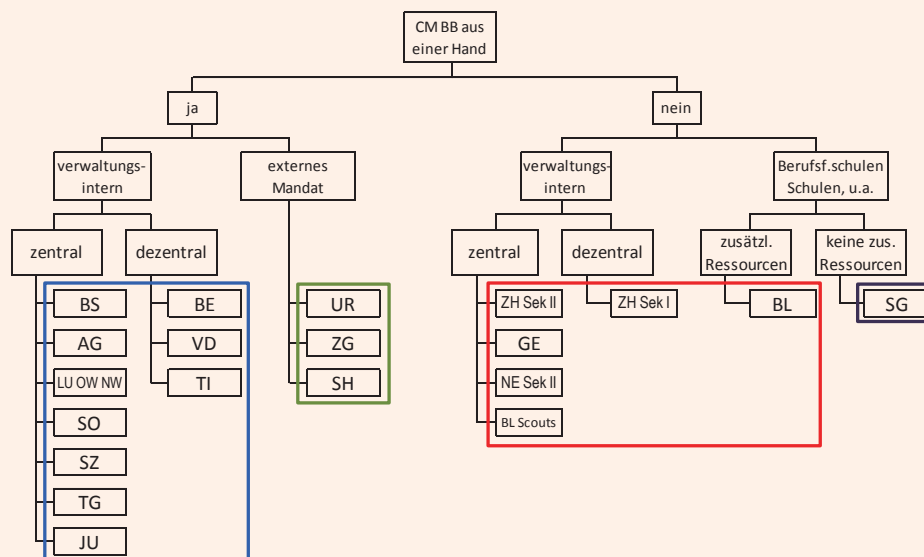 CM BB aus
einer Hand
ja
nein
verwaltungs-
intern
externes
Mandat
verwaltungs-
intern
Berufsf.schulen
Schulen, u.a.
zentral
dezentral
zentral
dezentral
zusätzl.
Ressourcen
keine zus.
Ressourcen
BS
BE
UR
ZH Sek II
ZH Sek I
BL
SG
AG
VD
ZG
GE
LU OW NW
TI
SH
NE Sek II
SO
BL Scouts
SZ
TG
JU